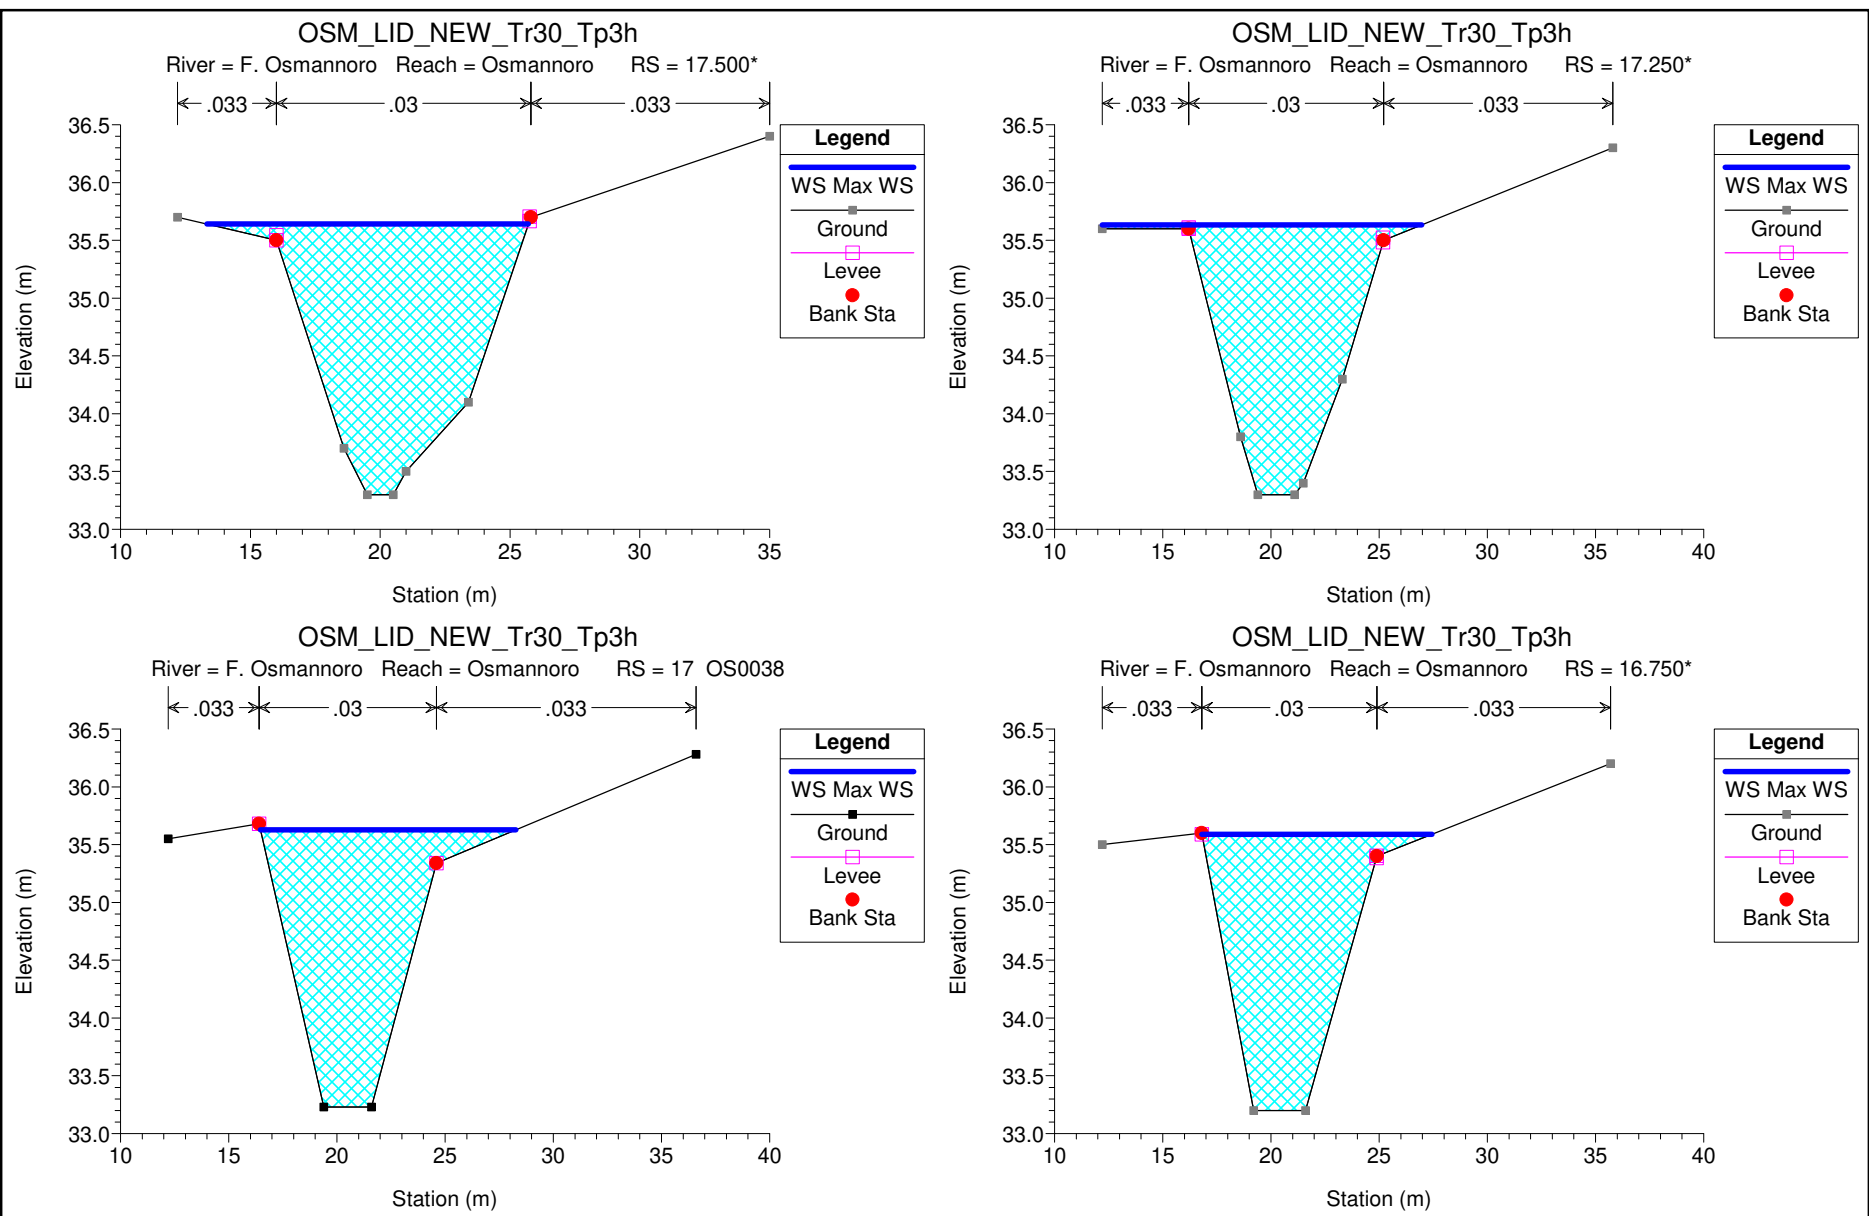 OSM_LID_NEW_Tr30_Tp3h
River = F. Osmannoro Reach = Osmannoro RS = 17.500*
.033 .03 .033
36.5
36.0
35.5
35.0
34.5
34.0
33.5
33.0
Elevation (m)
10 15 20 25 30 35
Station (m)
Legend
WS Max WS
Ground
Levee
Bank Sta
OSM_LID_NEW_Tr30_Tp3h
River = F. Osmannoro Reach = Osmannoro RS = 17.250*
.033 .03 .033
36.5
36.0
35.5
35.0
34.5
34.0
33.5
33.0
Elevation (m)
10 15 20 25 30 35 40
Station (m)
Legend
WS Max WS
Ground
Levee
Bank Sta
OSM_LID_NEW_Tr30_Tp3h
River = F. Osmannoro Reach = Osmannoro RS = 17 OS0038
.033 .03 .033
36.5
36.0
35.5
35.0
34.5
34.0
33.5
33.0
Elevation (m)
10 15 20 25 30 35 40
Station (m)
Legend
WS Max WS
Ground
Levee
Bank Sta
OSM_LID_NEW_Tr30_Tp3h
River = F. Osmannoro Reach = Osmannoro RS = 16.750*
.033 .03 .033
36.5
36.0
35.5
35.0
34.5
34.0
33.5
33.0
Elevation (m)
10 15 20 25 30 35 40
Station (m)
Legend
WS Max WS
Ground
Levee
Bank Sta